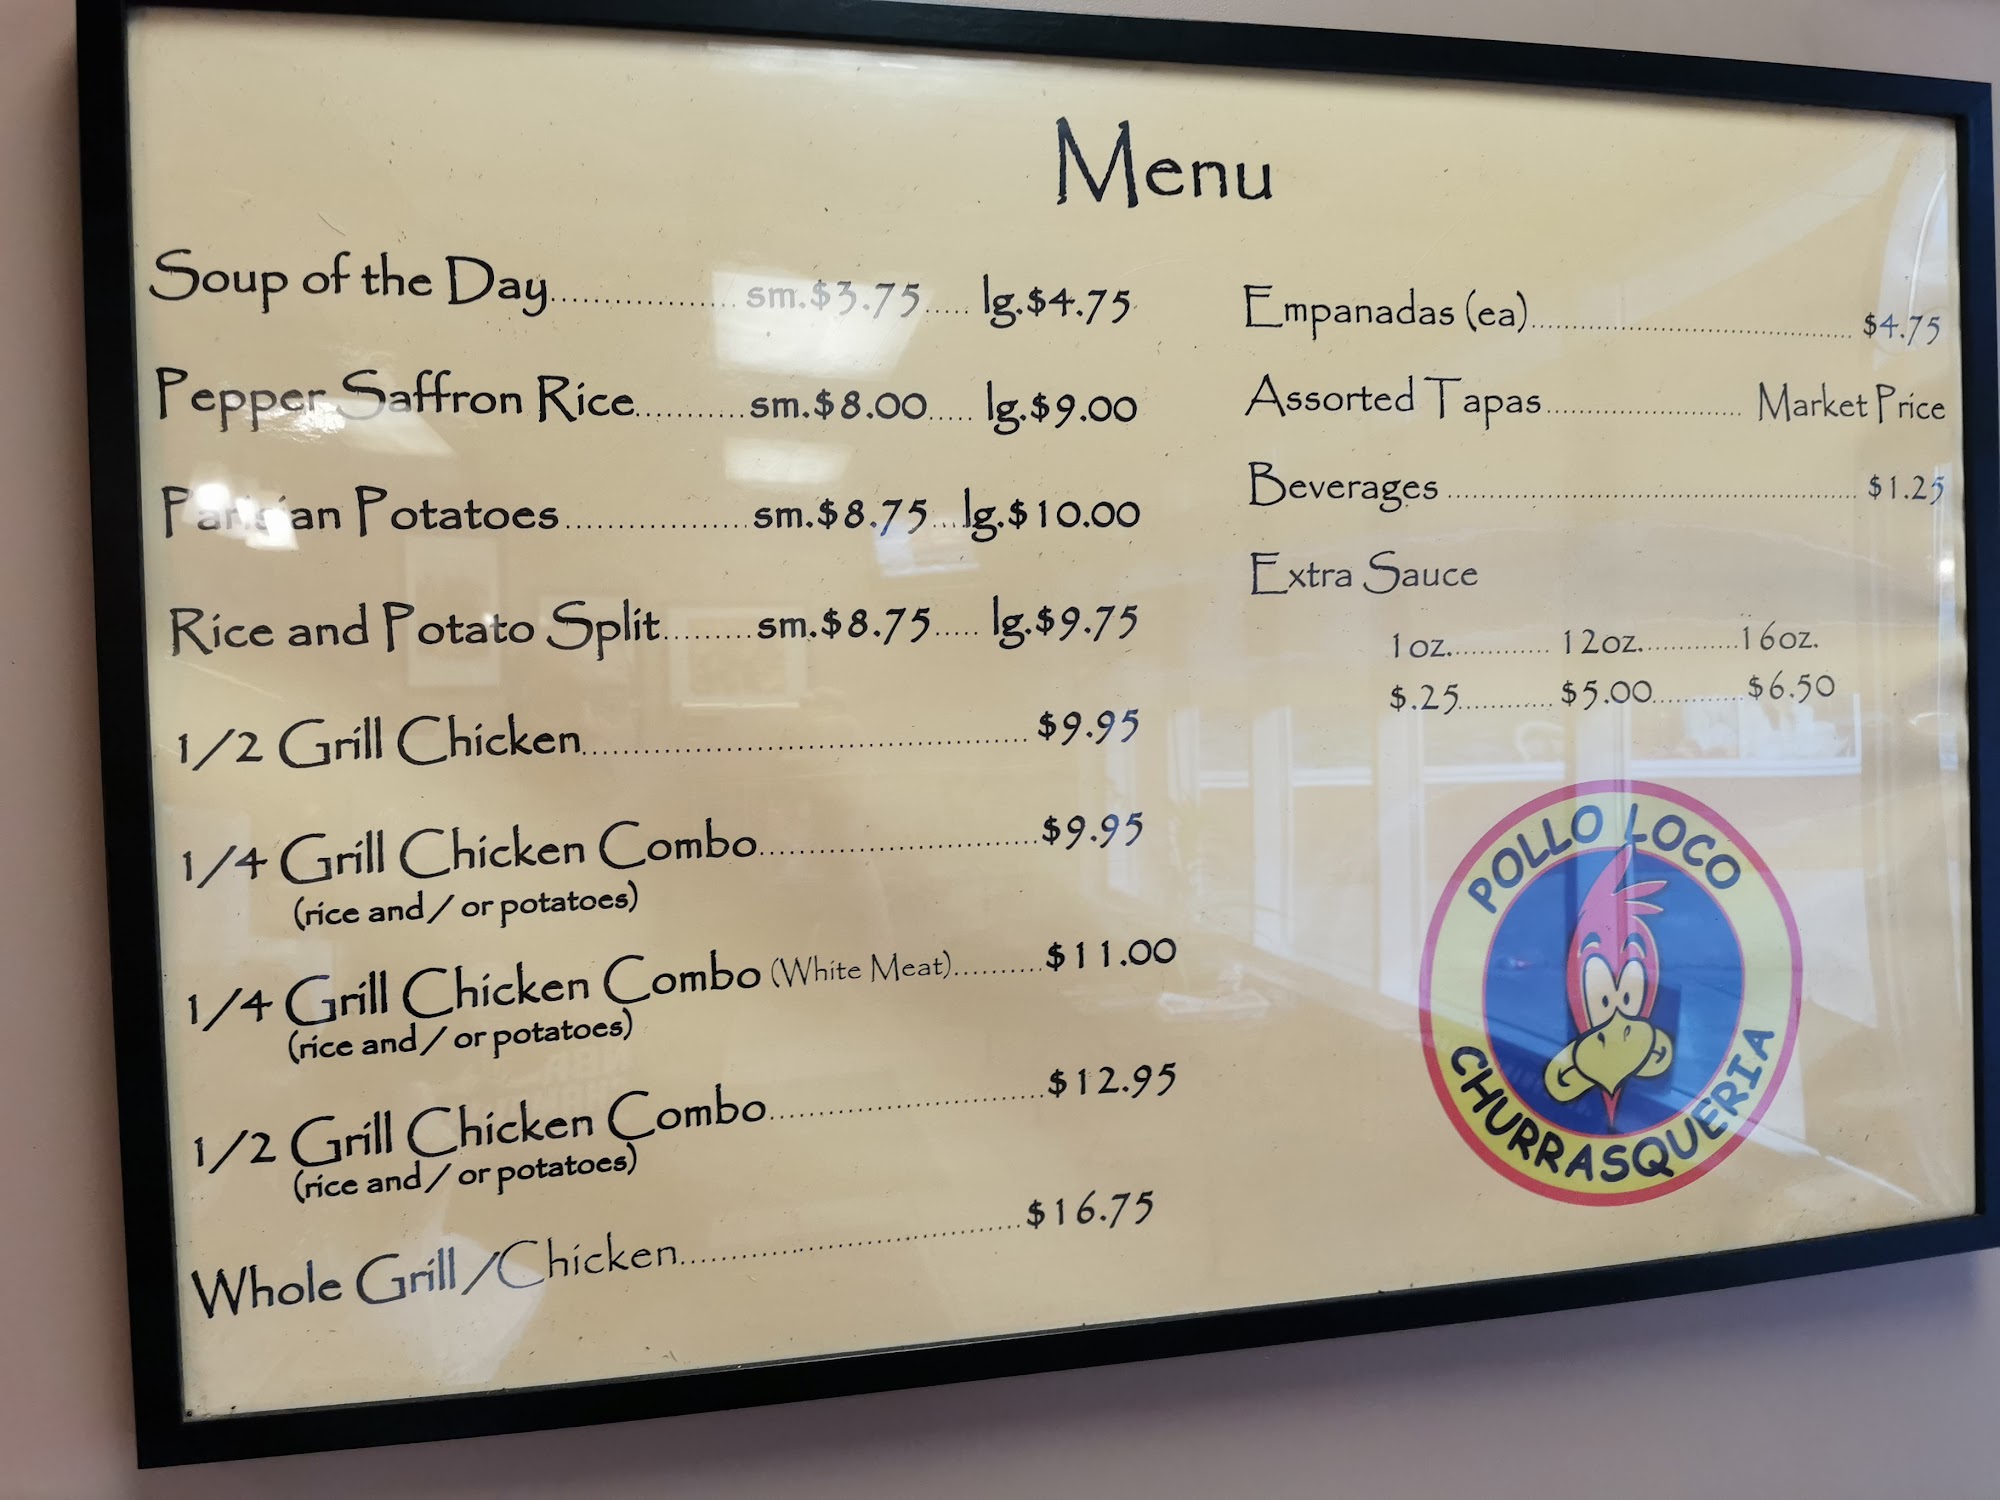 Menu
Soup of the Day.................sm.$3.75.....lg.$4.75
Pepper Saffron Rice...........sm.$8.00.....lg.$9.00
Parisian Potatoes.................sm.$8.75...lg.$10.00
Rice and Potato Split.........sm.$8.75.....lg.$9.75
1/2 Grill Chicken..........................................$9.95
1/4 Grill Chicken Combo..........................$9.95
(rice and/or potatoes)
1/4 Grill Chicken Combo (White Meat)..........$11.00
(rice and/or potatoes)
1/2 Grill Chicken Combo..........................$12.95
(rice and/or potatoes)
Whole Grill/Chicken................................$16.75
Empanadas (ea).....................................$4.75
Assorted Tapas......................Market Price
Beverages..............................................$1.25
Extra Sauce
1oz............12oz............16oz.
$.25...........$5.00...........$6.50
POLLO LOCO
CHURRASQUERIA